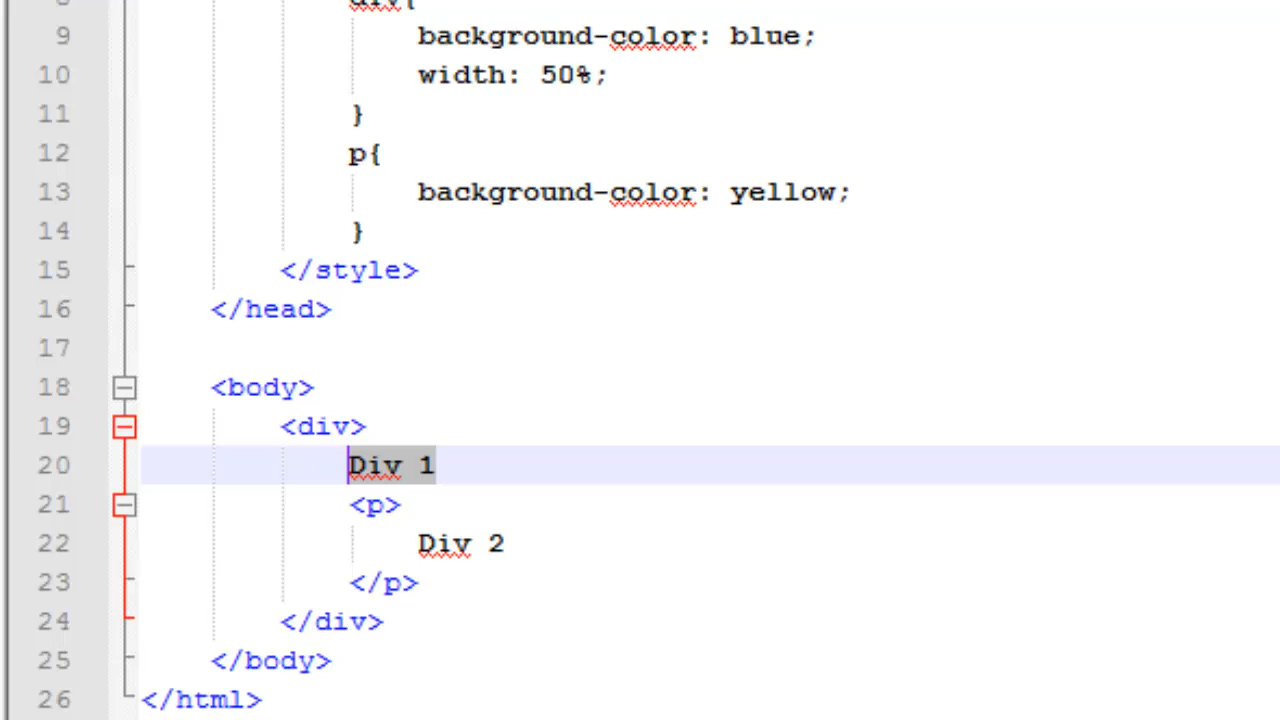 div{
9 background-color: blue;
10 width: 50%;
11 }
12 p{
13 background-color: yellow;
14 }
15 </style>
16 </head>
17
18 <body>
19 <div>
20 Div 1
21 <p>
22 Div 2
23 </p>
24 </div>
25 </body>
26 </html>